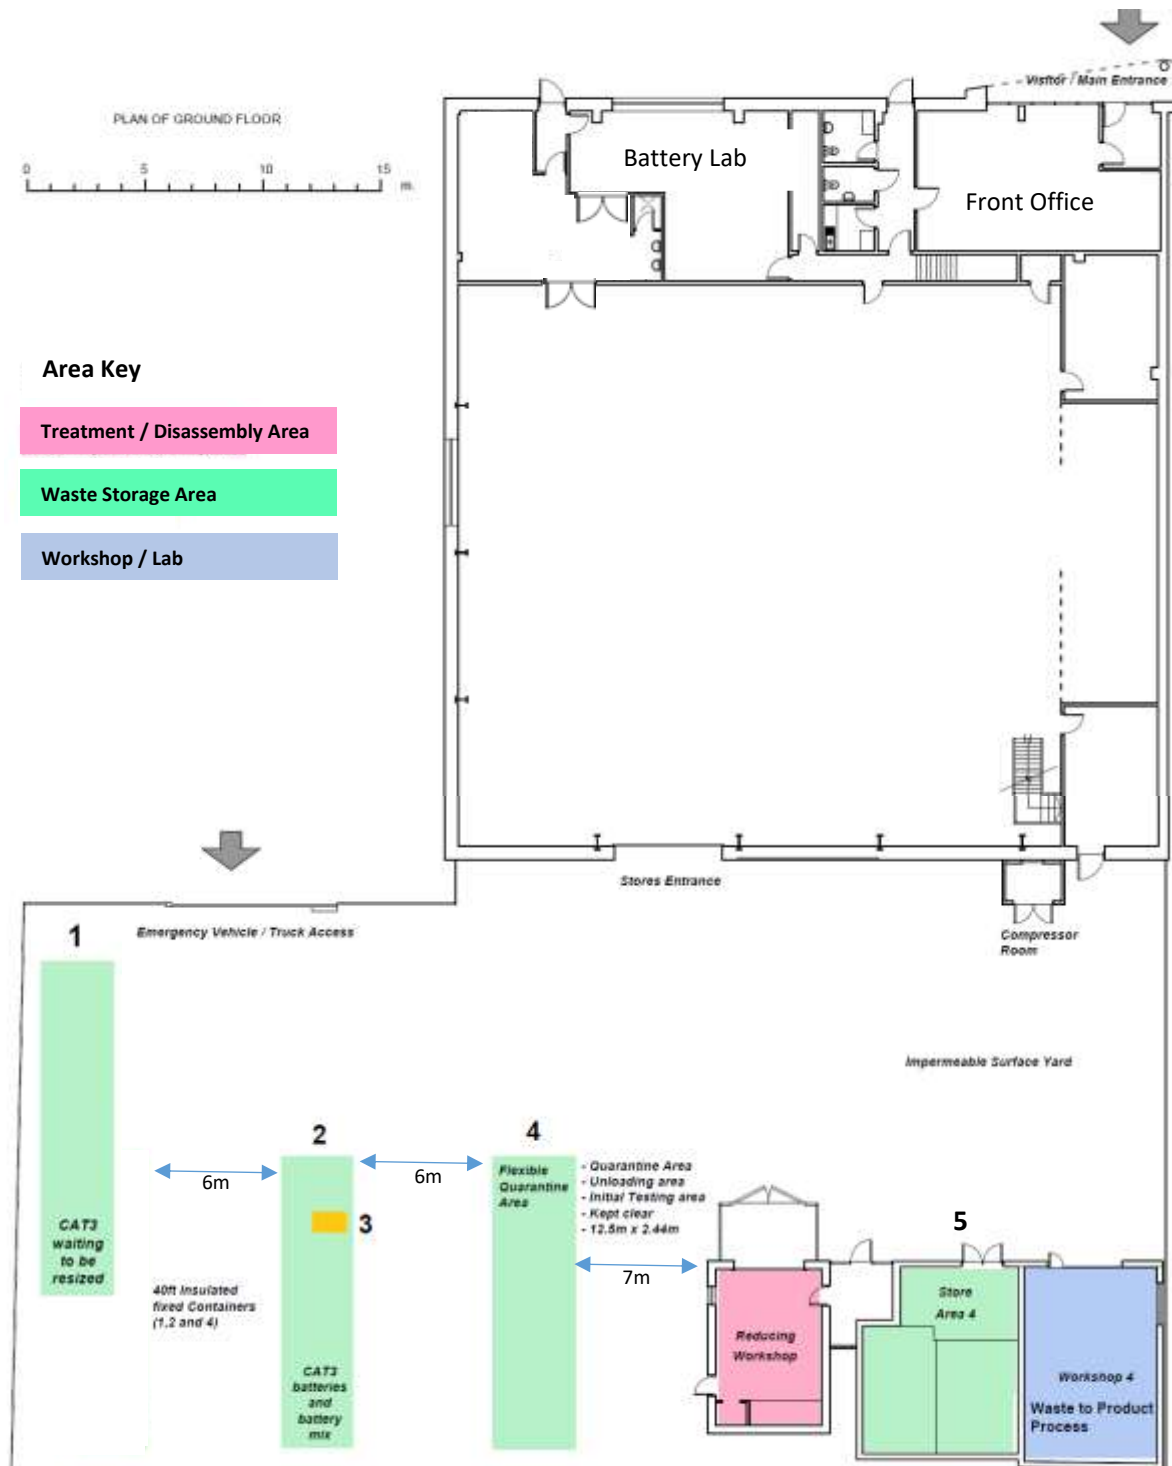 Visitor / Main Entrance
PLAN OF GROUND FLOOR
0 5 10 15
m.
Battery Lab
Front Office
Area Key
Treatment / Disassembly Area
Waste Storage Area
Workshop / Lab
Stores Entrance
Emergency Vehicle / Truck Access
Compressor
Room
Impermeable Surface Yard
1
CAT3
waiting
to be
resized
6m
40ft Insulated
fixed Containers
(1,2 and 4)
2
3
CAT3
batteries
and
battery
mix
6m
4
Flexible
Quarantine
Area
- Quarantine Area
- Unloading area
- Initial Testing area
- Kept clear
- 12.5m x 2.44m
7m
Reducing
Workshop
5
Store
Area 4
Workshop 4
Waste to Product
Process